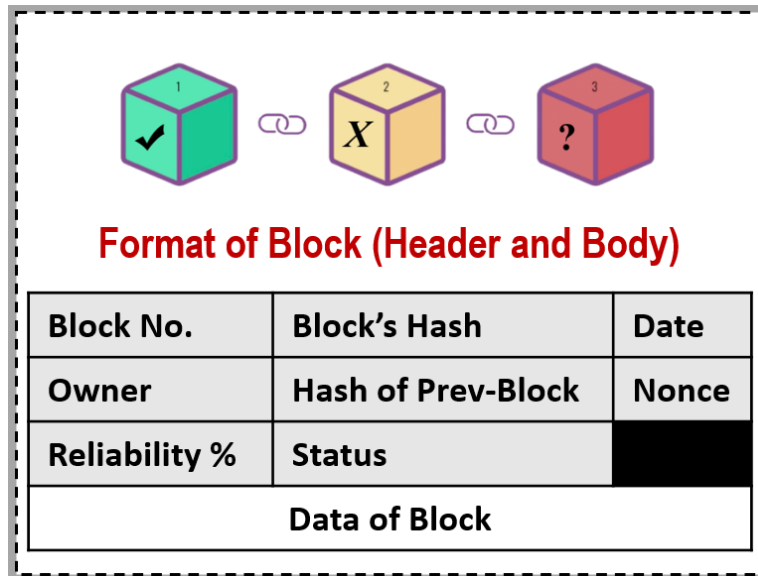 1 2 3
✓ X ?
Format of Block (Header and Body)
Block No. Block's Hash Date
Owner Hash of Prev-Block Nonce
Reliability % Status
Data of Block